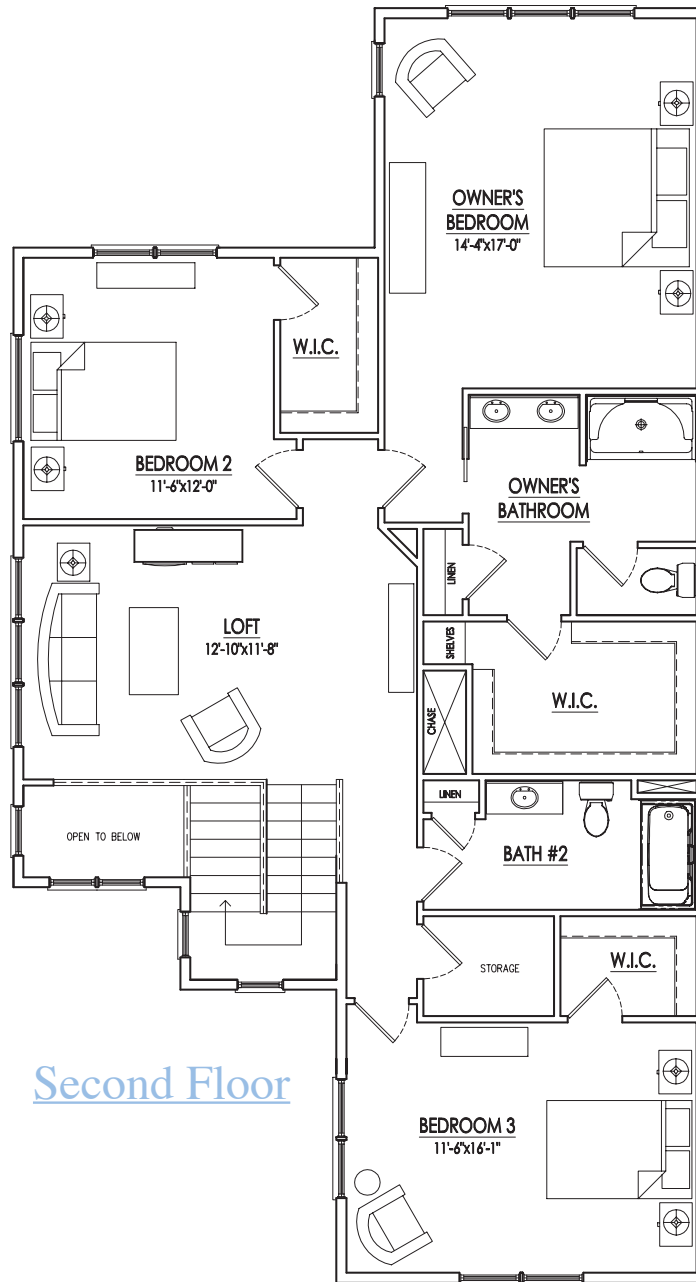 OWNER'S
BEDROOM
14'-4"x17'-0"
W.I.C.
BEDROOM 2
11'-6"x12'-0"
OWNER'S
BATHROOM
LINEN
LOFT
12'-10"x11'-8"
SHELVES
W.I.C.
CHASE
LINEN
OPEN TO BELOW
BATH #2
STORAGE
W.I.C.
Second Floor
BEDROOM 3
11'-6"x16'-1"